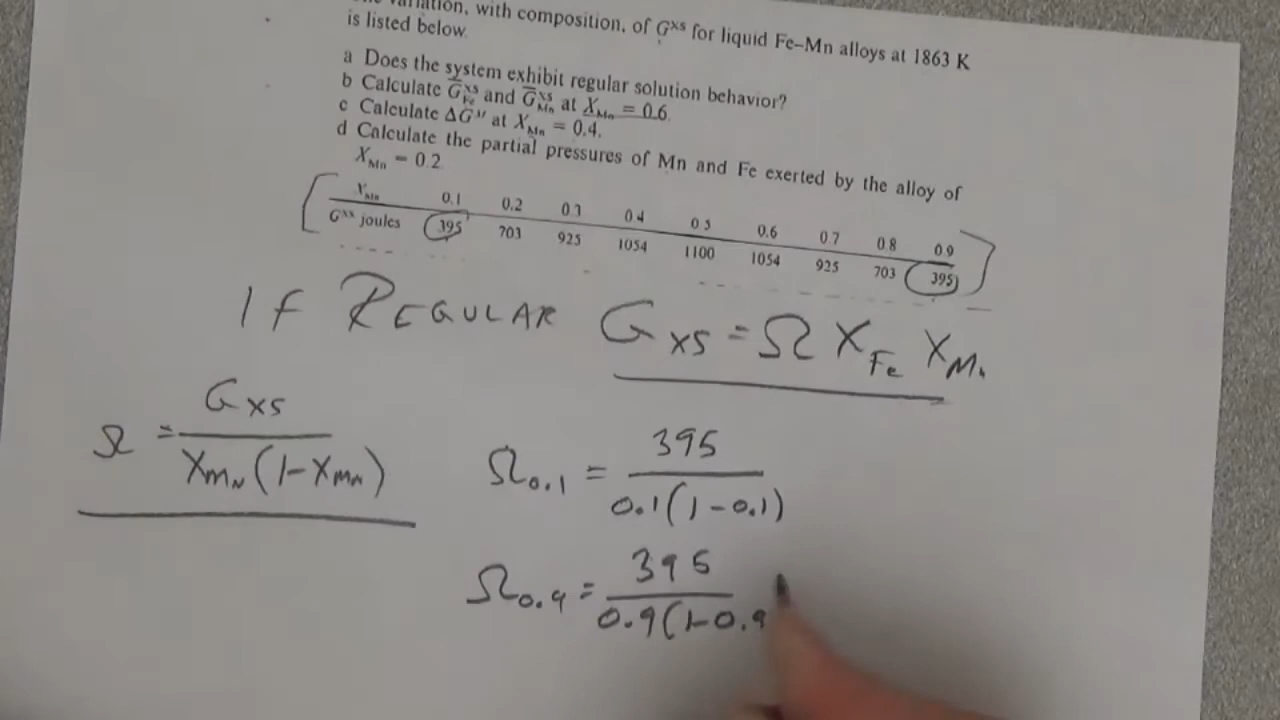 variation, with composition, of Gˣˢ for liquid Fe–Mn alloys at 1863 K
is listed below.
a Does the system exhibit regular solution behavior?
b Calculate G̅ˣˢFe and G̅ˣˢMn at XMn = 0.6.
c Calculate ΔGᴹ at XMn = 0.4.
d Calculate the partial pressures of Mn and Fe exerted by the alloy of
XMn = 0.2
XMn 0.1 0.2 0.3 0.4 0.5 0.6 0.7 0.8 0.9
Gˣˢ joules 395 703 925 1054 1100 1054 925 703 395
IF REGULAR GXS = Ω XFe XMn
Ω = GXS / XMN(1-XMn)
Ω0.1 = 395 / 0.1(1-0.1)
Ω0.9 = 395 / 0.9(1-0.9